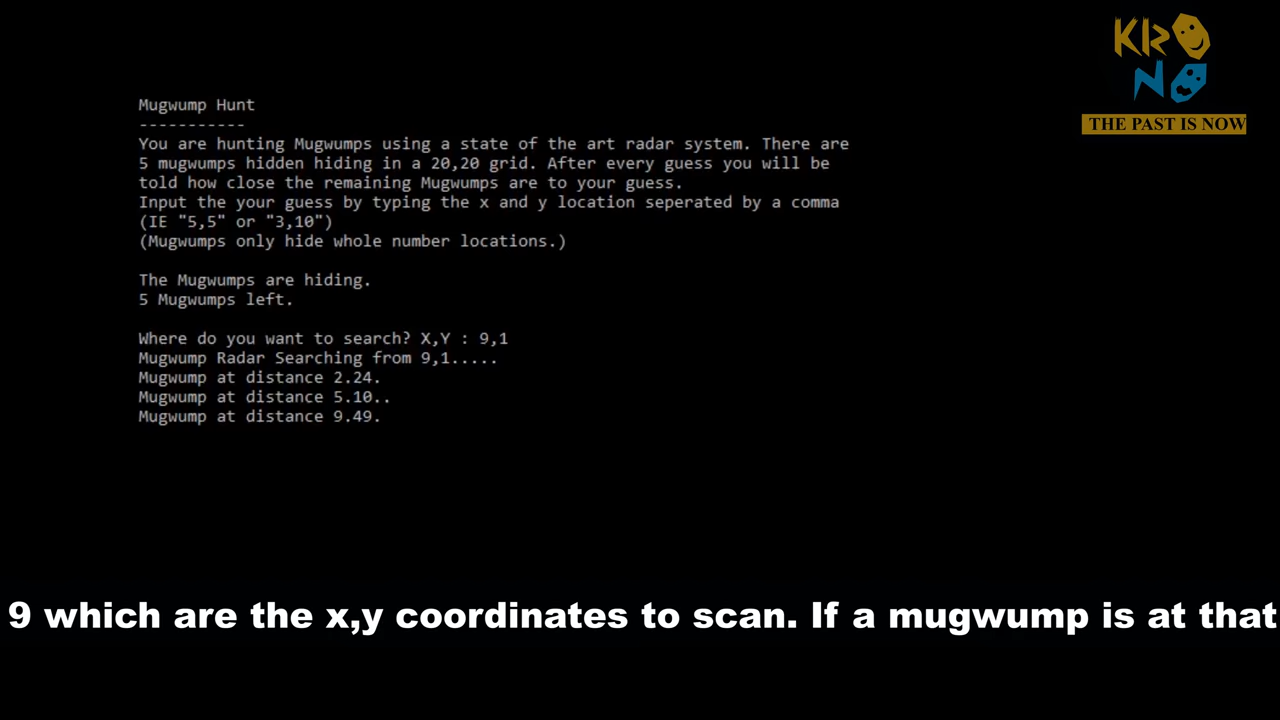 KRONO
THE PAST IS NOW
Mugwump Hunt
-----------
You are hunting Mugwumps using a state of the art radar system. There are
5 mugwumps hidden hiding in a 20,20 grid. After every guess you will be
told how close the remaining Mugwumps are to your guess.
Input the your guess by typing the x and y location seperated by a comma
(IE "5,5" or "3,10")
(Mugwumps only hide whole number locations.)
The Mugwumps are hiding.
5 Mugwumps left.
Where do you want to search? X,Y : 9,1
Mugwump Radar Searching from 9,1.....
Mugwump at distance 2.24.
Mugwump at distance 5.10..
Mugwump at distance 9.49.
9 which are the x,y coordinates to scan. If a mugwump is at that